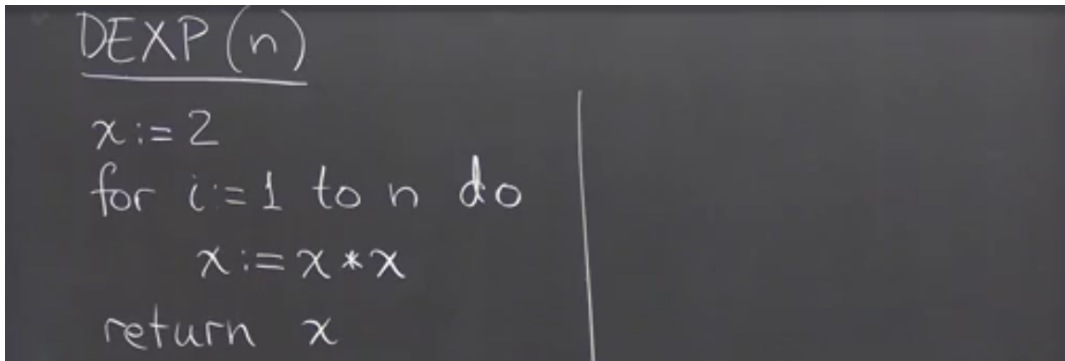 DEXP(n)
x:=2
for i:=1 to n do
x:=x*x
return x